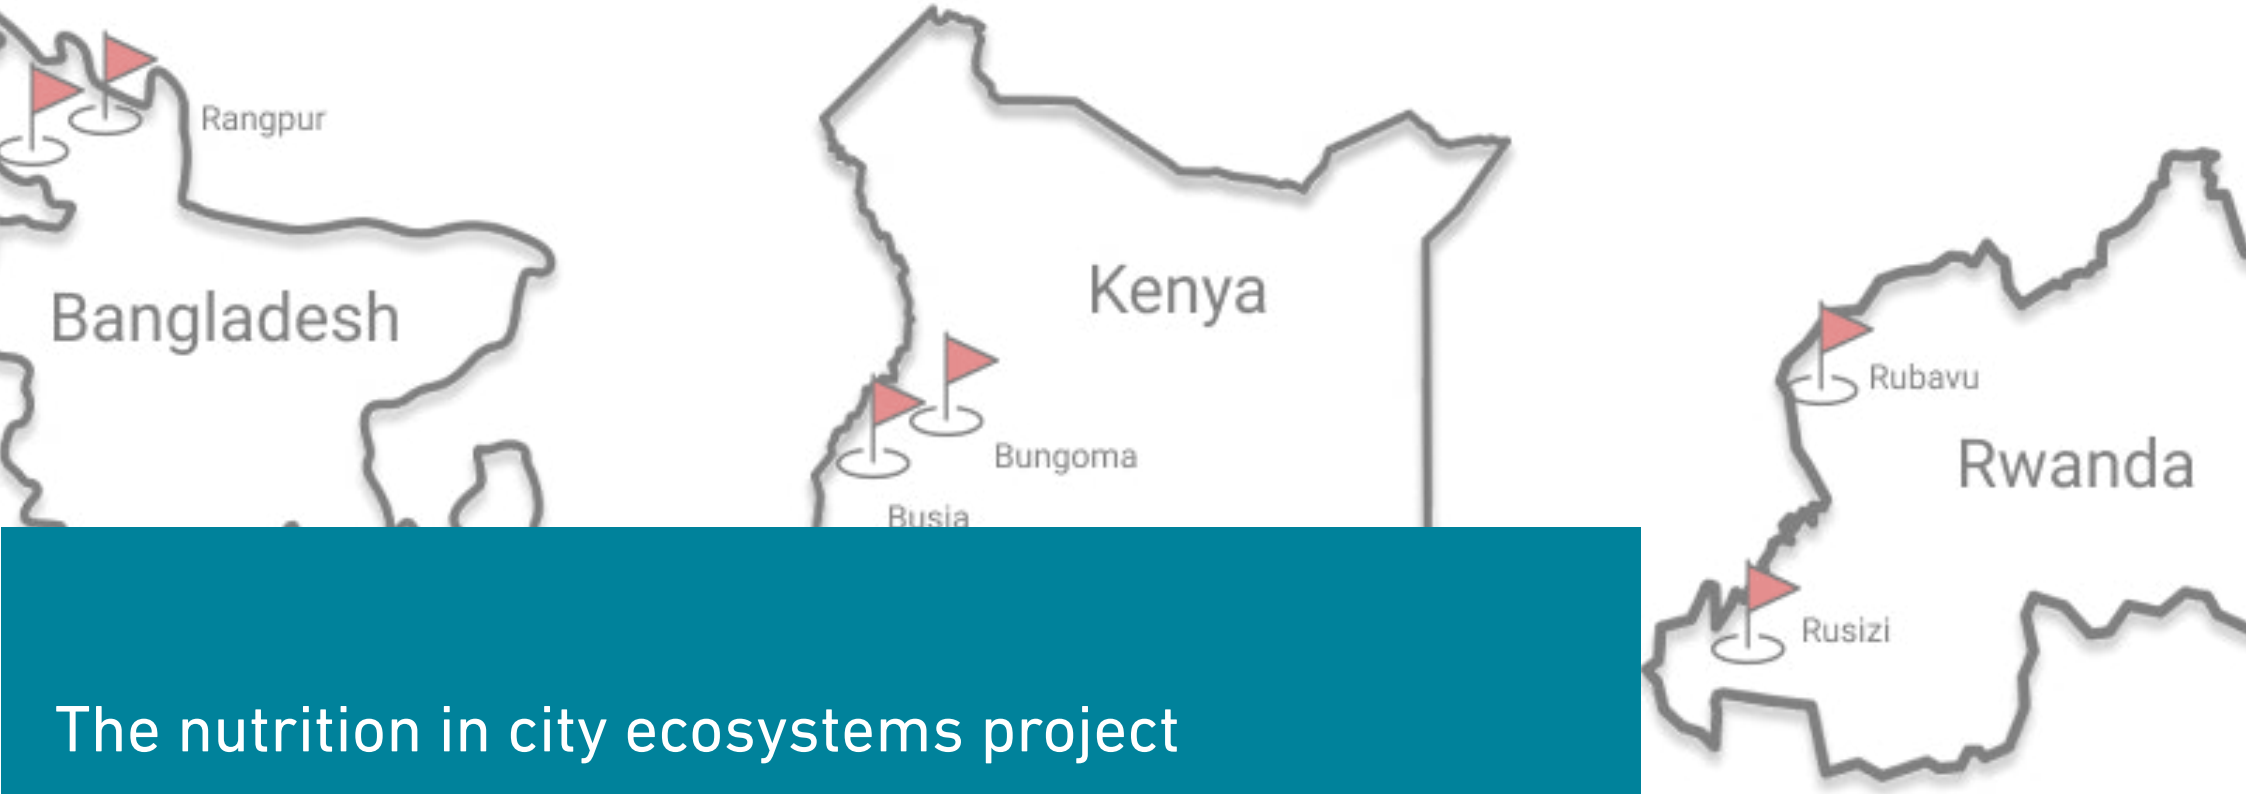 Rangpur
Bangladesh
Kenya
Bungoma
Busia
Rubavu
Rwanda
Rusizi
The nutrition in city ecosystems project